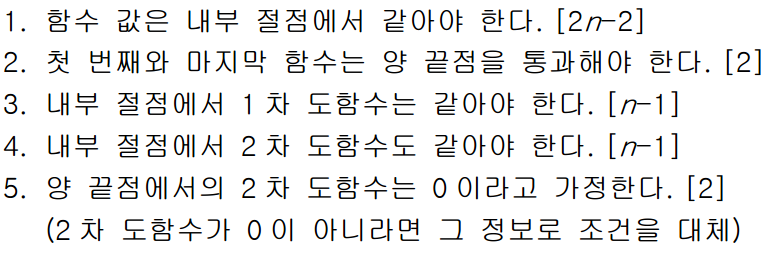 1. 함수 값은 내부 절점에서 같아야 한다. [2n-2]
2. 첫 번째와 마지막 함수는 양 끝점을 통과해야 한다. [2]
3. 내부 절점에서 1차 도함수는 같아야 한다. [n-1]
4. 내부 절점에서 2차 도함수도 같아야 한다. [n-1]
5. 양 끝점에서의 2차 도함수는 0이라고 가정한다. [2]
(2차 도함수가 0이 아니라면 그 정보로 조건을 대체)